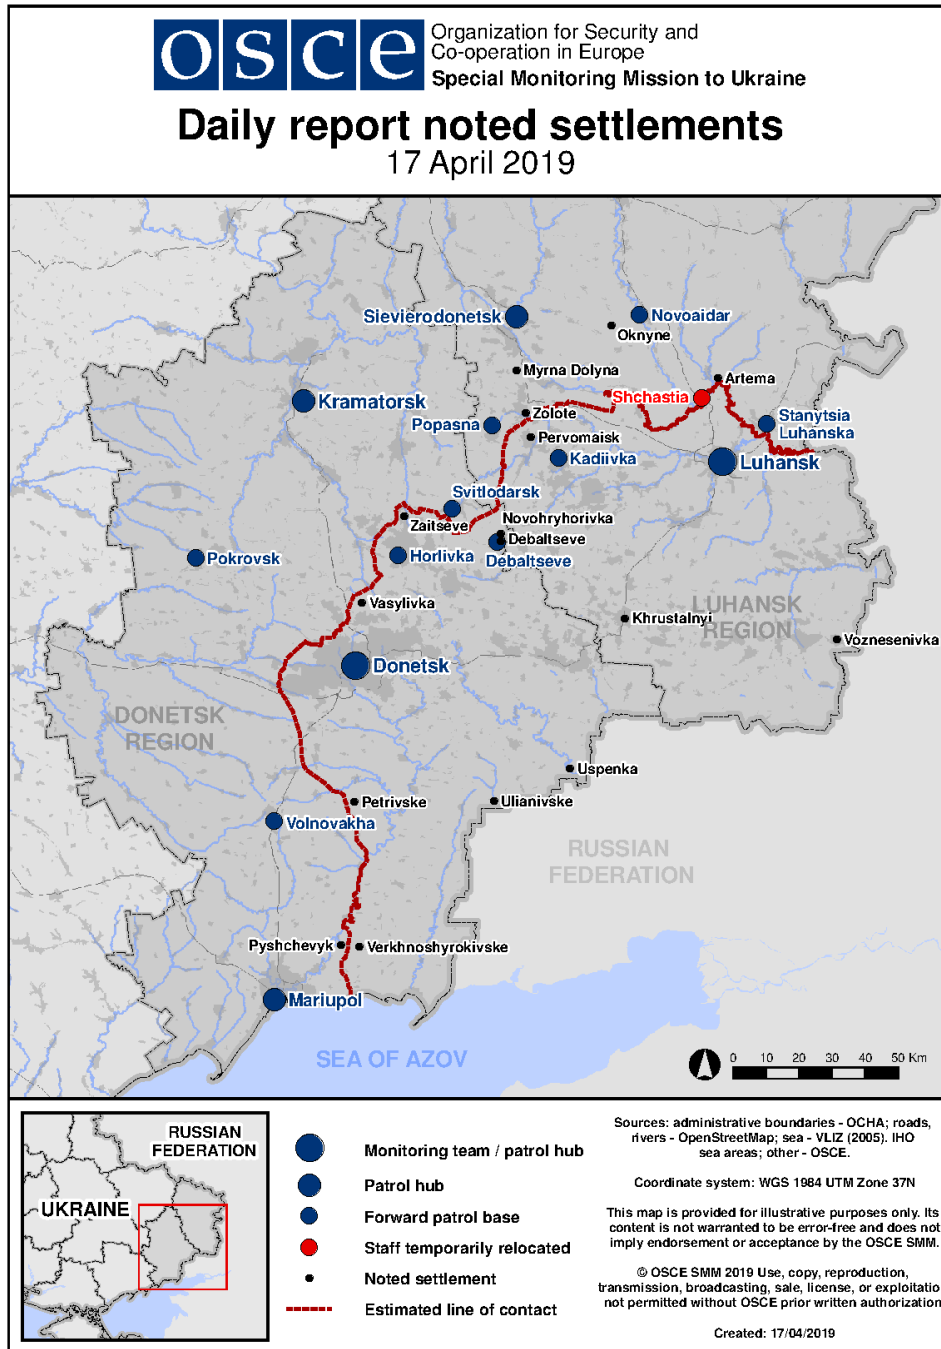 osce
Organization for Security and
Co-operation in Europe
Special Monitoring Mission to Ukraine
Daily report noted settlements
17 April 2019
Sievierodonetsk
Novoaidar
Oknyne
Myrna Dolyna
Artema
Shchastia
Kramatorsk
Zolote
Stanytsia
Luhanska
Popasna
Pervomaisk
Kadiivka
Luhansk
Svitlodarsk
Zaitseve
Novohryhorivka
Debaltseve
Debaltseve
Horlivka
Pokrovsk
Vasylivka
LUHANSK
REGION
Khrustalnyi
Voznesenivka
Donetsk
DONETSK
REGION
Uspenka
Petrivske
Ulianivske
Volnovakha
RUSSIAN
FEDERATION
Pyshchevyk
Verkhnoshyrokivske
Mariupol
SEA OF AZOV
0 10 20 30 40 50 Km
RUSSIAN
FEDERATION
UKRAINE
Monitoring team / patrol hub
Patrol hub
Forward patrol base
Staff temporarily relocated
Noted settlement
Estimated line of contact
Sources: administrative boundaries - OCHA; roads,
rivers - OpenStreetMap; sea - VLIZ (2005). IHO
sea areas; other - OSCE.
Coordinate system: WGS 1984 UTM Zone 37N
This map is provided for illustrative purposes only. Its
content is not warranted to be error-free and does not
imply endorsement or acceptance by the OSCE SMM.
© OSCE SMM 2019 Use, copy, reproduction,
transmission, broadcasting, sale, license, or exploitatio
not permitted without OSCE prior written authorization
Created: 17/04/2019